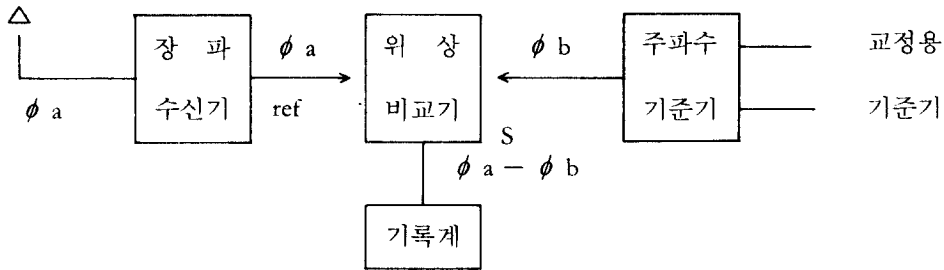 장 파
수신기
ϕ a
ϕ a
ref
위 상
비교기
S
ϕ b
주파수
기준기
교정용
기준기
ϕ a － ϕ b
기록계